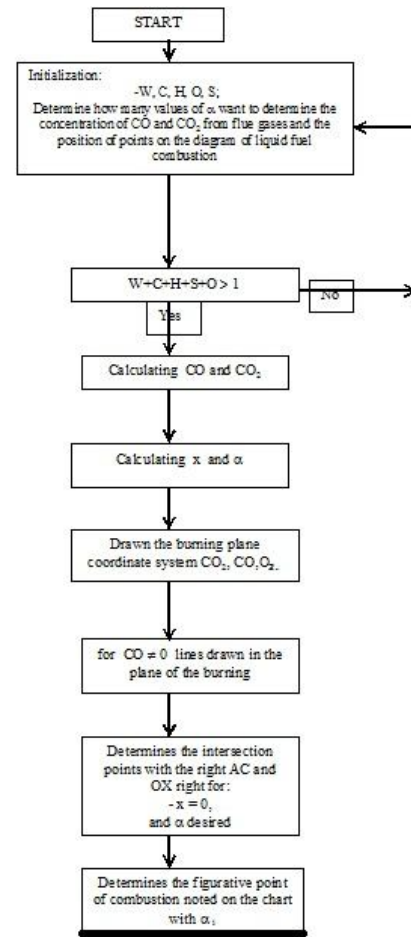 START
Initialization:
-W, C, H, O, S;
Determine how many values of α want to determine the
concentration of CO and CO₂ from flue gases and the
position of points on the diagram of liquid fuel
combustion
W+C+H+S+O > 1
No
Yes
Calculating CO and CO₂
Calculating x and α
Drawn the burning plane
coordinate system CO₂, CO,O₂,
for CO ≠ 0 lines drawn in the
plane of the burning
Determines the intersection
points with the right AC and
OX right for:
- x = 0,
and α desired
Determines the figurative point
of combustion noted on the chart
with α₁